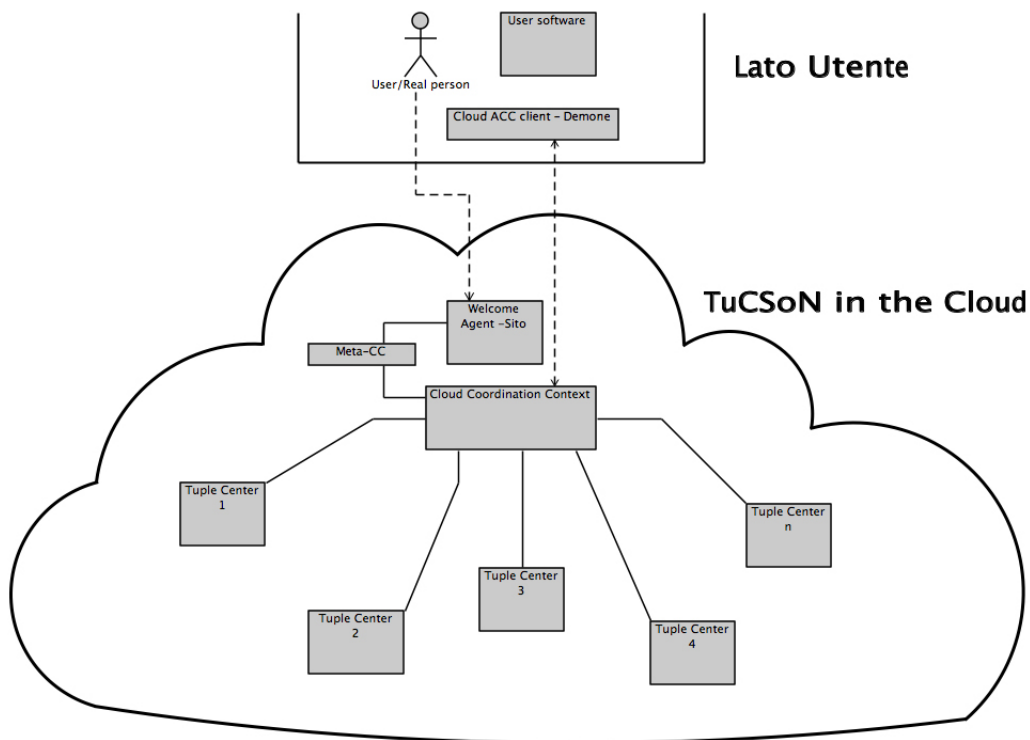 User software
Lato Utente
User/Real person
Cloud ACC client – Demone
TuCSoN in the Cloud
Welcome
Agent –Sito
Meta-CC
Cloud Coordination Context
Tuple Center
1
Tuple Center
n
Tuple Center
3
Tuple Center
2
Tuple Center
4